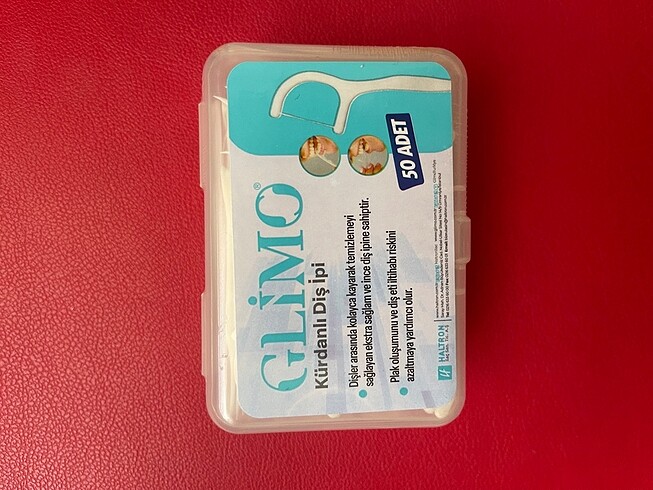 GLİMO®
Kürdanlı Diş İpi
50 ADET
Dişler arasında kolayca kayarak temizlemeyi
sağlayan ekstra sağlam ve ince diş ipine sahiptir.
Plak oluşumunu ve diş eti iltihabı riskini
azaltmaya yardımcı olur.
HALTRON